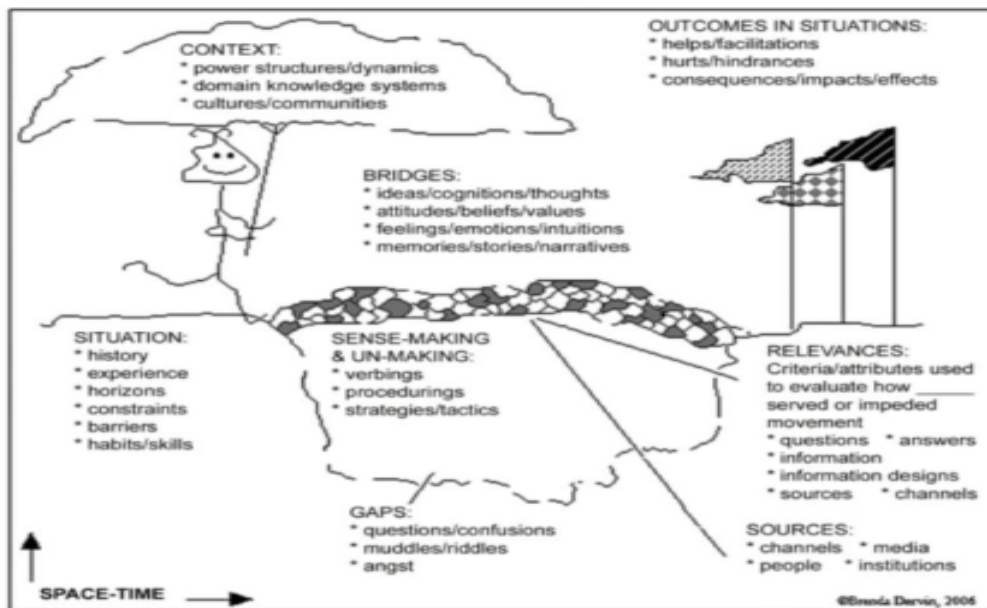 CONTEXT:
* power structures/dynamics
* domain knowledge systems
* cultures/communities
OUTCOMES IN SITUATIONS:
* helps/facilitations
* hurts/hindrances
* consequences/impacts/effects
BRIDGES:
* ideas/cognitions/thoughts
* attitudes/beliefs/values
* feelings/emotions/intuitions
* memories/stories/narratives
SITUATION:
* history
* experience
* horizons
* constraints
* barriers
* habits/skills
SENSE-MAKING
& UN-MAKING:
* verbings
* procedurings
* strategies/tactics
RELEVANCES:
Criteria/attributes used
to evaluate how _____
served or impeded
movement
* questions * answers
* information
* information designs
* sources * channels
GAPS:
* questions/confusions
* muddles/riddles
* angst
SOURCES:
* channels * media
* people * institutions
SPACE-TIME
©Brenda Dervin, 2006